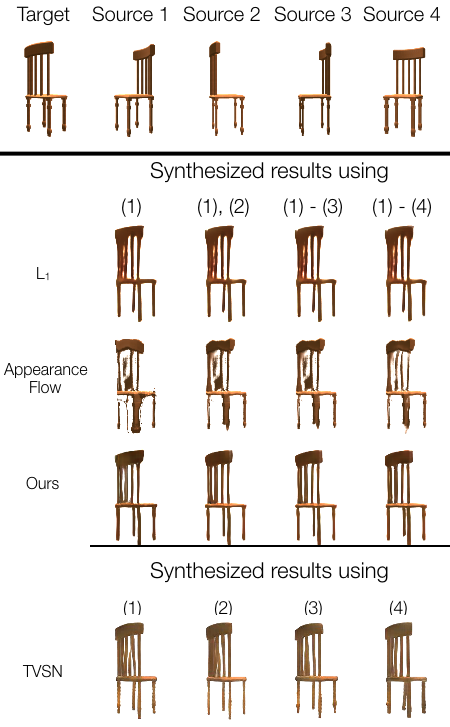 Target Source 1 Source 2 Source 3 Source 4
Synthesized results using
(1) (1), (2) (1) - (3) (1) - (4)
L₁
Appearance
Flow
Ours
Synthesized results using
(1) (2) (3) (4)
TVSN